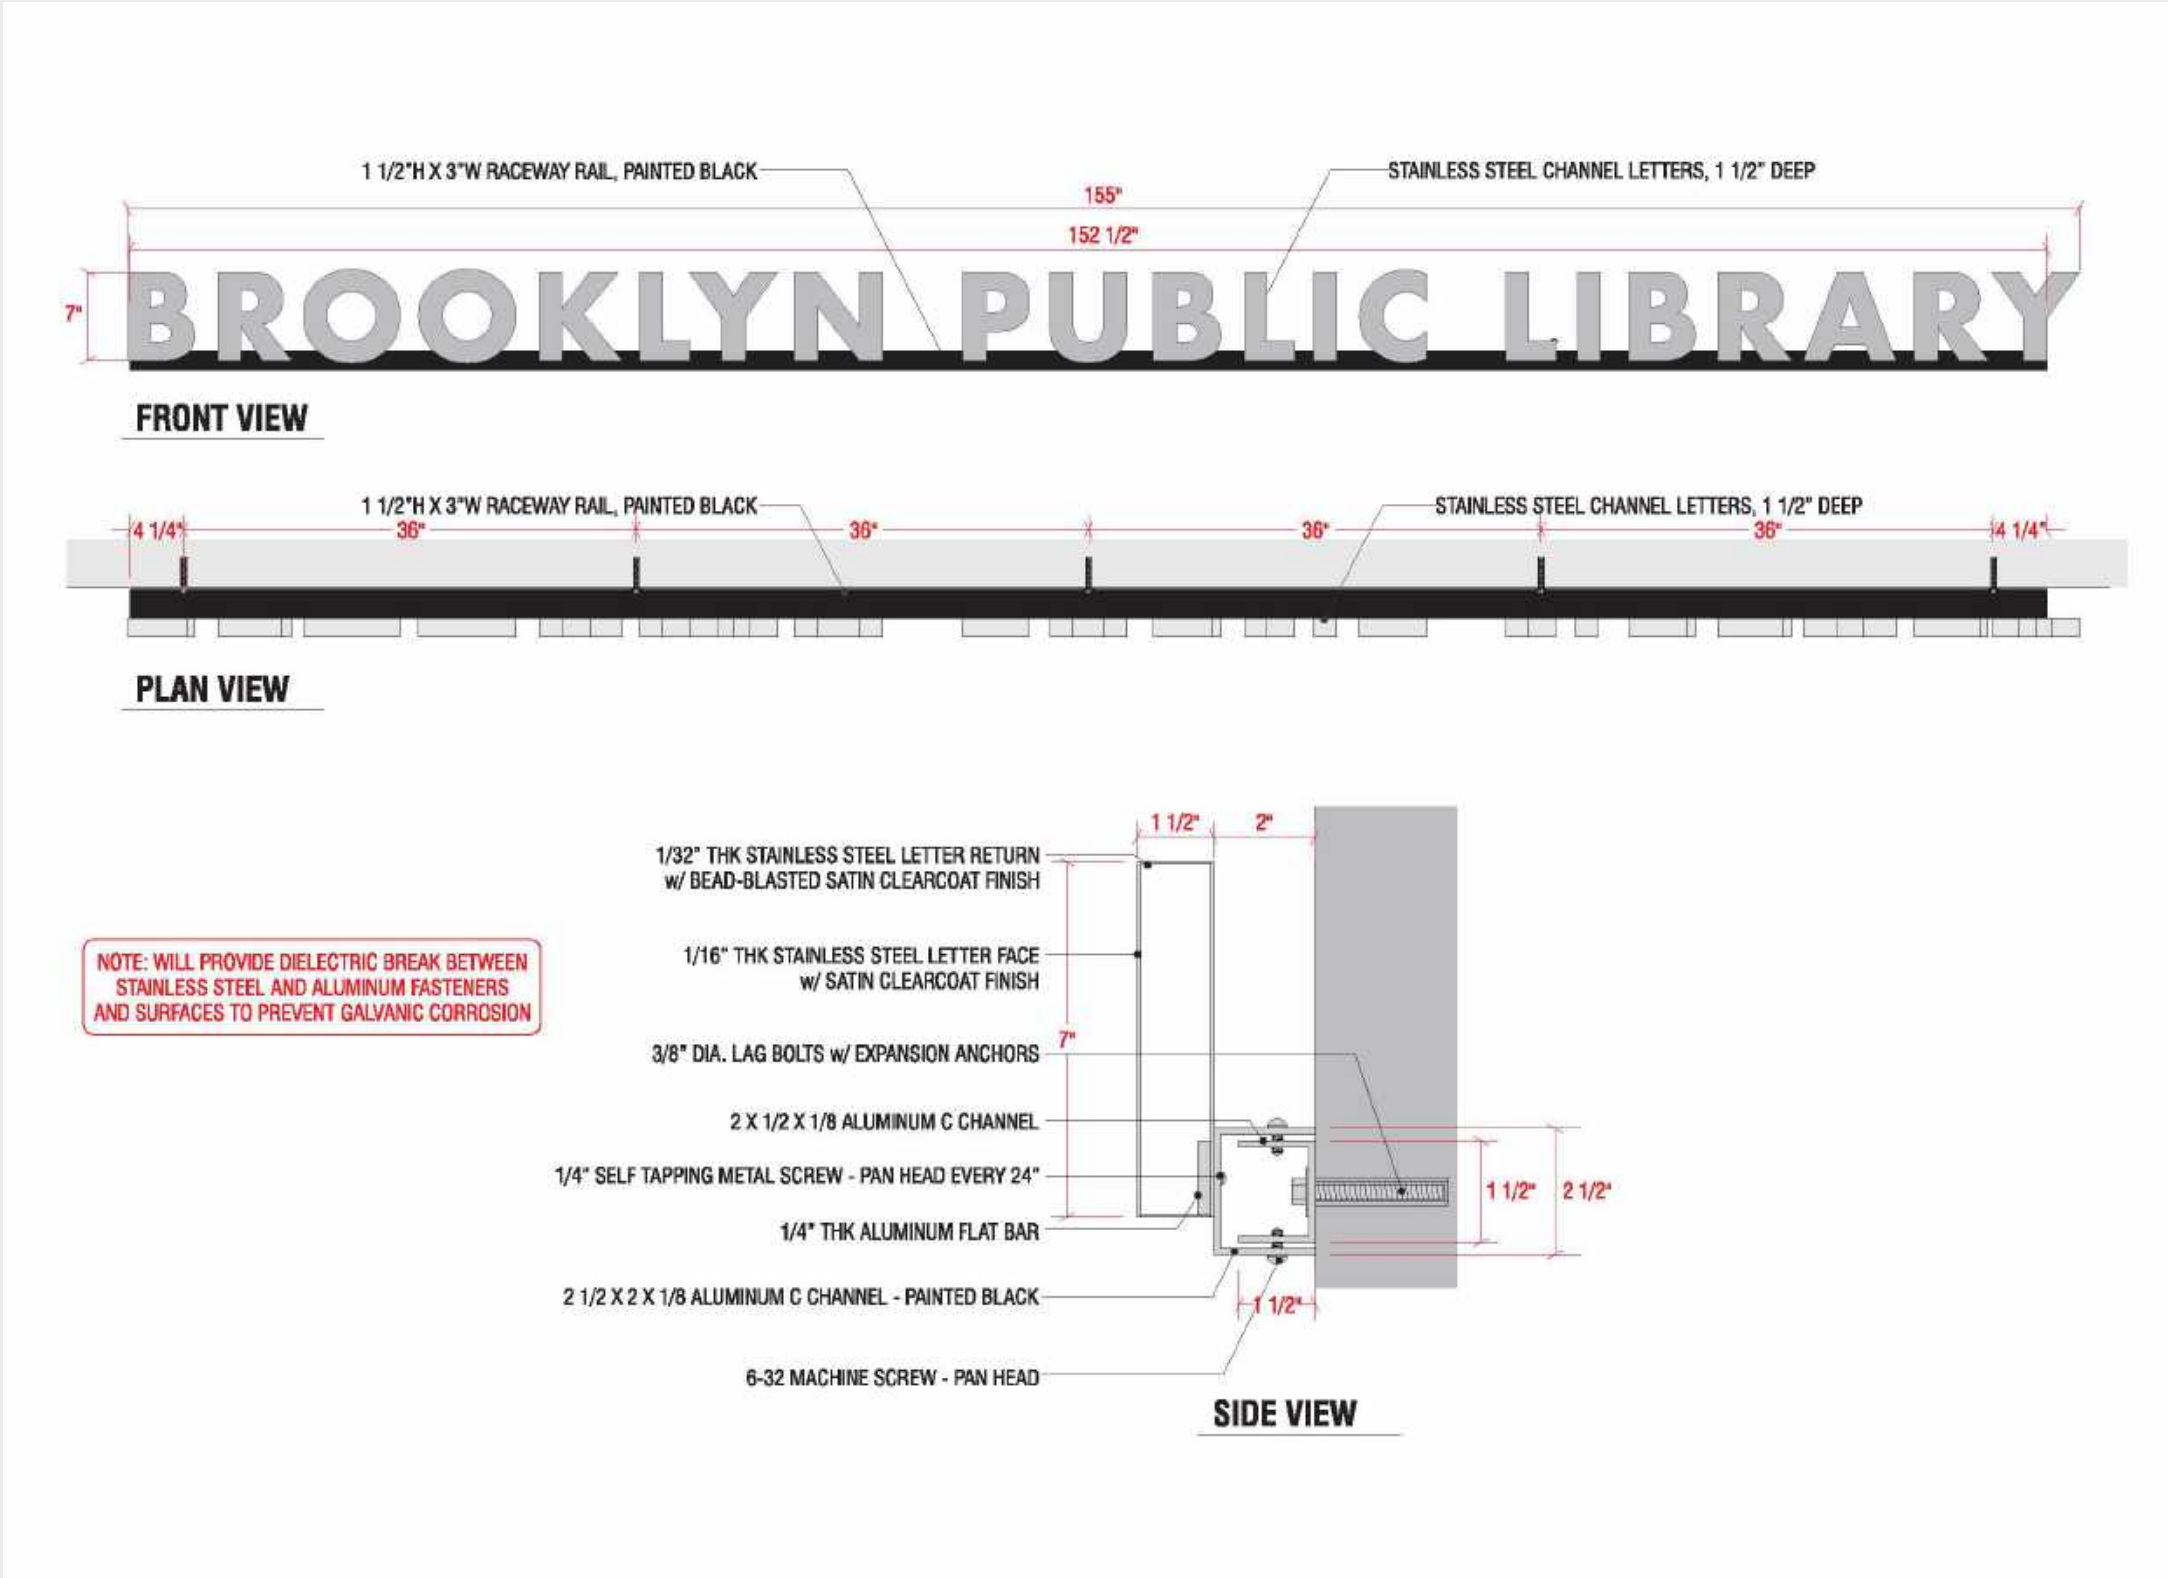 1 1/2"H X 3"W RACEWAY RAIL, PAINTED BLACK
STAINLESS STEEL CHANNEL LETTERS, 1 1/2" DEEP
155"
152 1/2"
7"
BROOKLYN PUBLIC LIBRARY
FRONT VIEW
1 1/2"H X 3"W RACEWAY RAIL, PAINTED BLACK
STAINLESS STEEL CHANNEL LETTERS, 1 1/2" DEEP
4 1/4" 36" 36" 36" 36" 4 1/4"
PLAN VIEW
1 1/2" 2"
1/32" THK STAINLESS STEEL LETTER RETURN
w/ BEAD-BLASTED SATIN CLEARCOAT FINISH
1/16" THK STAINLESS STEEL LETTER FACE
w/ SATIN CLEARCOAT FINISH
NOTE: WILL PROVIDE DIELECTRIC BREAK BETWEEN
STAINLESS STEEL AND ALUMINUM FASTENERS
AND SURFACES TO PREVENT GALVANIC CORROSION
7"
3/8" DIA. LAG BOLTS w/ EXPANSION ANCHORS
2 X 1/2 X 1/8 ALUMINUM C CHANNEL
1/4" SELF TAPPING METAL SCREW - PAN HEAD EVERY 24"
1 1/2" 2 1/2"
1/4" THK ALUMINUM FLAT BAR
2 1/2 X 2 X 1/8 ALUMINUM C CHANNEL - PAINTED BLACK
1 1/2"
6-32 MACHINE SCREW - PAN HEAD
SIDE VIEW